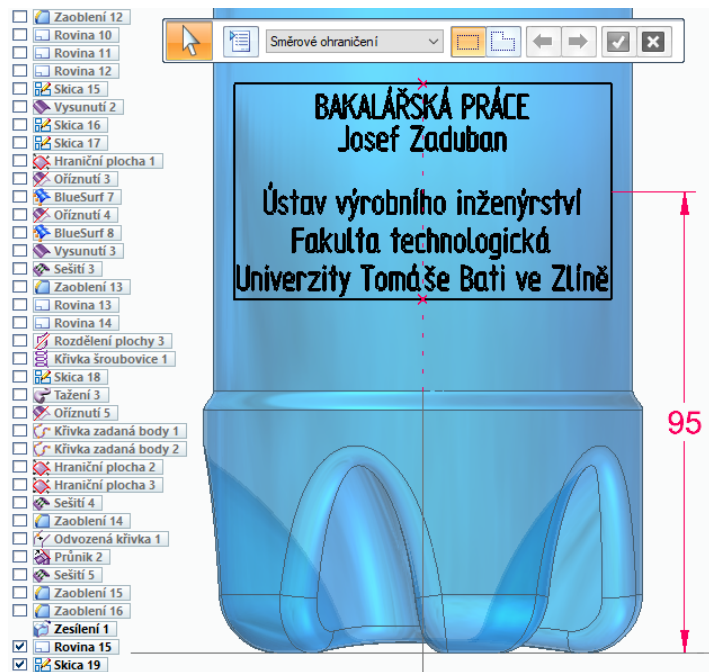 Zaoblení 12
Rovina 10
Rovina 11
Rovina 12
Skica 15
Vysunutí 2
Skica 16
Skica 17
Hraniční plocha 1
Oříznutí 3
BlueSurf 7
Oříznutí 4
BlueSurf 8
Vysunutí 3
Sešití 3
Zaoblení 13
Rovina 13
Rovina 14
Rozdělení plochy 3
Křivka šroubovice 1
Skica 18
Tažení 3
Oříznutí 5
Křivka zadaná body 1
Křivka zadaná body 2
Hraniční plocha 2
Hraniční plocha 3
Sešití 4
Zaoblení 14
Odvozená křivka 1
Průnik 2
Sešití 5
Zaoblení 15
Zaoblení 16
Zesílení 1
Rovina 15
Skica 19
Směrové ohraničení
BAKALÁŘSKÁ PRÁCE
Josef Zaduban
Ústav výrobního inženýrství
Fakulta technologická
Univerzity Tomáše Bati ve Zlíně
95